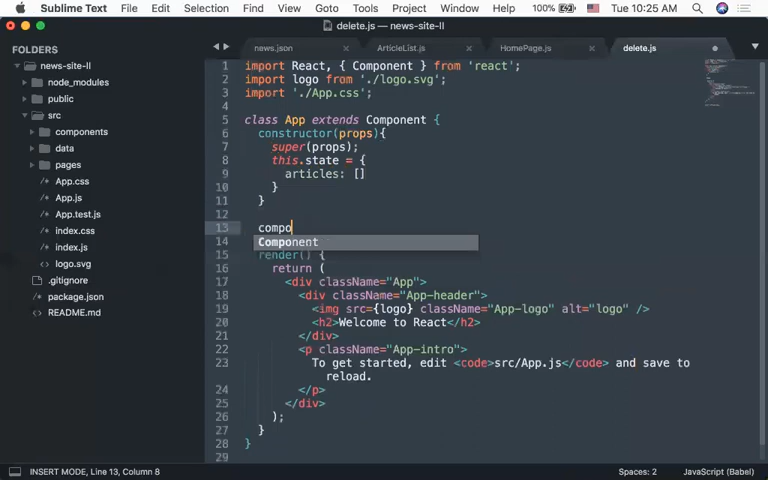 Sublime Text File Edit Selection Find View Goto Tools Project Window Help 100% Tue 10:25 AM
delete.js — news-site-II
FOLDERS
news-site-II
node_modules
public
src
components
data
pages
App.css
App.js
App.test.js
index.css
index.js
logo.svg
.gitignore
package.json
README.md
news.json ArticleList.js HomePage.js delete.js
1 import React, { Component } from 'react';
2 import logo from './logo.svg';
3 import './App.css';
4
5 class App extends Component {
6 constructor(props){
7 super(props);
8 this.state = {
9 articles: []
10 }
11 }
12
13 compo
Component
14
15 render() {
16 return (
17 <div className="App">
18 <div className="App-header">
19 <img src={logo} className="App-logo" alt="logo" />
20 <h2>Welcome to React</h2>
21 </div>
22 <p className="App-intro">
23 To get started, edit <code>src/App.js</code> and save to
reload.
24 </p>
25 </div>
26 );
27 }
28 }
29
INSERT MODE, Line 13, Column 8 Spaces: 2 JavaScript (Babel)